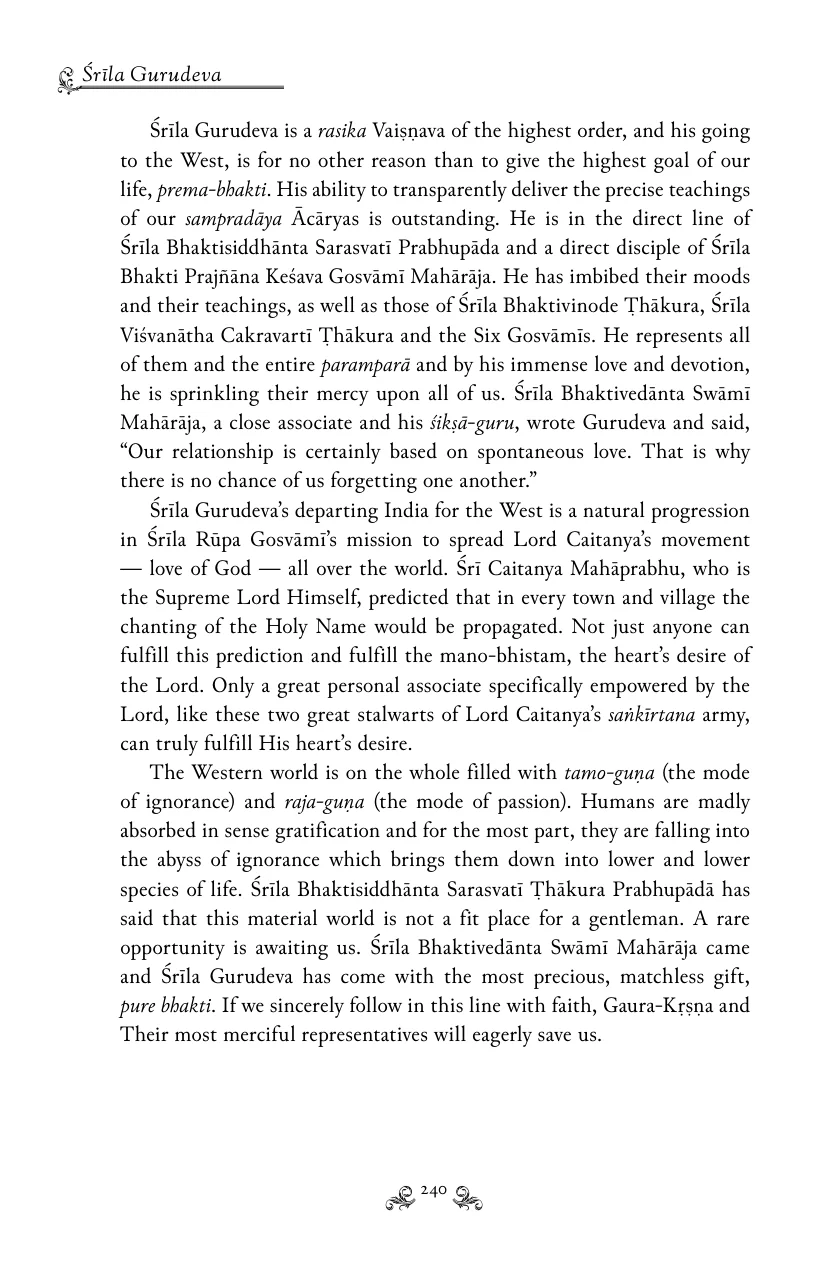 Śrīla Gurudeva
Śrīla Gurudeva is a rasika Vaiṣṇava of the highest order, and his going
to the West, is for no other reason than to give the highest goal of our
life, prema-bhakti. His ability to transparently deliver the precise teachings
of our sampradāya Ācāryas is outstanding. He is in the direct line of
Śrīla Bhaktisiddhānta Sarasvatī Prabhupāda and a direct disciple of Śrīla
Bhakti Prajñāna Keśava Gosvāmī Mahārāja. He has imbibed their moods
and their teachings, as well as those of Śrīla Bhaktivinode Ṭhākura, Śrīla
Viśvanātha Cakravartī Ṭhākura and the Six Gosvāmīs. He represents all
of them and the entire paramparā and by his immense love and devotion,
he is sprinkling their mercy upon all of us. Śrīla Bhaktivedānta Swāmī
Mahārāja, a close associate and his śikṣā-guru, wrote Gurudeva and said,
“Our relationship is certainly based on spontaneous love. That is why
there is no chance of us forgetting one another.”
Śrīla Gurudeva’s departing India for the West is a natural progression
in Śrīla Rūpa Gosvāmī’s mission to spread Lord Caitanya’s movement
— love of God — all over the world. Śrī Caitanya Mahāprabhu, who is
the Supreme Lord Himself, predicted that in every town and village the
chanting of the Holy Name would be propagated. Not just anyone can
fulfill this prediction and fulfill the mano-bhistam, the heart’s desire of
the Lord. Only a great personal associate specifically empowered by the
Lord, like these two great stalwarts of Lord Caitanya’s saṅkīrtana army,
can truly fulfill His heart’s desire.
The Western world is on the whole filled with tamo-guṇa (the mode
of ignorance) and raja-guṇa (the mode of passion). Humans are madly
absorbed in sense gratification and for the most part, they are falling into
the abyss of ignorance which brings them down into lower and lower
species of life. Śrīla Bhaktisiddhānta Sarasvatī Ṭhākura Prabhupādā has
said that this material world is not a fit place for a gentleman. A rare
opportunity is awaiting us. Śrīla Bhaktivedānta Swāmī Mahārāja came
and Śrīla Gurudeva has come with the most precious, matchless gift,
pure bhakti. If we sincerely follow in this line with faith, Gaura-Kṛṣṇa and
Their most merciful representatives will eagerly save us.
240